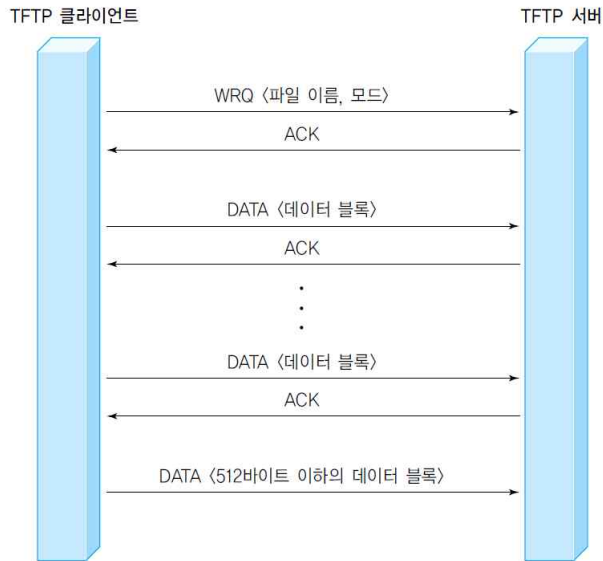 TFTP 클라이언트 TFTP 서버
WRQ 〈파일 이름, 모드〉
ACK
DATA 〈데이터 블록〉
ACK
DATA 〈데이터 블록〉
ACK
DATA 〈512바이트 이하의 데이터 블록〉